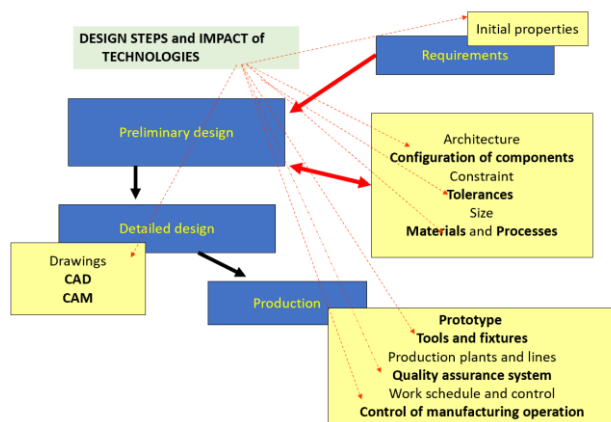 DESIGN STEPS and IMPACT of
TECHNOLOGIES
Initial properties
Requirements
Preliminary design
Architecture
Configuration of components
Constraint
Tolerances
Size
Materials and Processes
Detailed design
Drawings
CAD
CAM
Production
Prototype
Tools and fixtures
Production plants and lines
Quality assurance system
Work schedule and control
Control of manufacturing operation